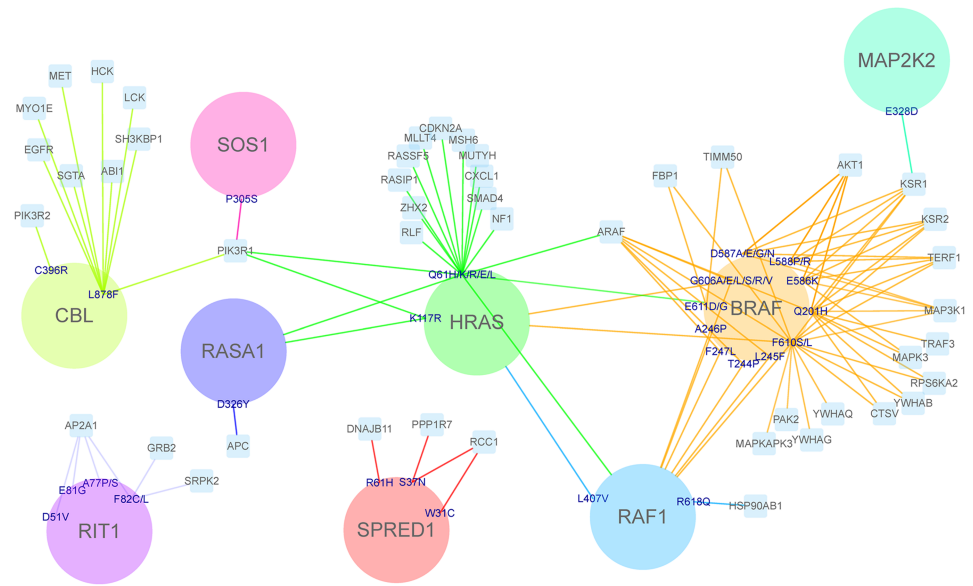 MAP2K2
E328D
MET
HCK
MYO1E
LCK
EGFR
SH3KBP1
SGTA
ABI1
PIK3R2
C396R
L878F
CBL
SOS1
P305S
PIK3R1
RASA1
D326Y
APC
CDKN2A
MLLT4
MSH6
RASSF5
MUTYH
RASIP1
CXCL1
ZHX2
SMAD4
RLF
NF1
Q61H/K/R/E/L
K117R
HRAS
ARAF
FBP1
TIMM50
AKT1
KSR1
KSR2
TERF1
MAP3K1
TRAF3
MAPK3
RPS6KA2
YWHAB
CTSV
YWHAQ
PAK2
YWHAG
MAPKAPK3
D587A/E/G/N
L588P/R
G606A/E/L/S/R/V
E586K
E611D/G
BRAF
Q201H
A246P
F247L
F610S/L
L245F
T244P
AP2A1
GRB2
SRPK2
A77P/S
E81G
F82C/L
D51V
RIT1
DNAJB11
PPP1R7
RCC1
R61H
S37N
W31C
SPRED1
L407V
R618Q
HSP90AB1
RAF1